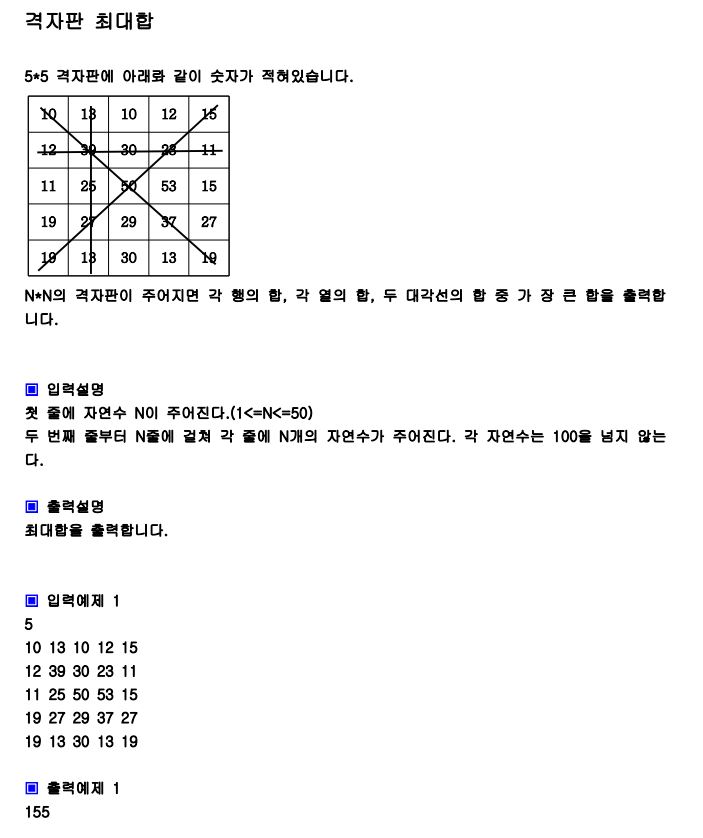 격자판 최대합
5*5 격자판에 아래롸 같이 숫자가 적혀있습니다.
10 13 10 12 15
12 39 30 23 11
11 25 50 53 15
19 27 29 37 27
19 13 30 13 19
N*N의 격자판이 주어지면 각 행의 합, 각 열의 합, 두 대각선의 합 중 가 장 큰 합을 출력합
니다.
▣ 입력설명
첫 줄에 자연수 N이 주어진다.(1<=N<=50)
두 번째 줄부터 N줄에 걸쳐 각 줄에 N개의 자연수가 주어진다. 각 자연수는 100을 넘지 않는
다.
▣ 출력설명
최대합을 출력합니다.
▣ 입력예제 1
5
10 13 10 12 15
12 39 30 23 11
11 25 50 53 15
19 27 29 37 27
19 13 30 13 19
▣ 출력예제 1
155